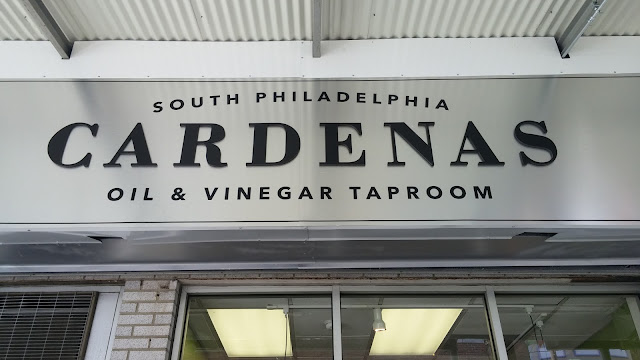 SOUTH PHILADELPHIA
CARDENAS
OIL & VINEGAR TAPROOM